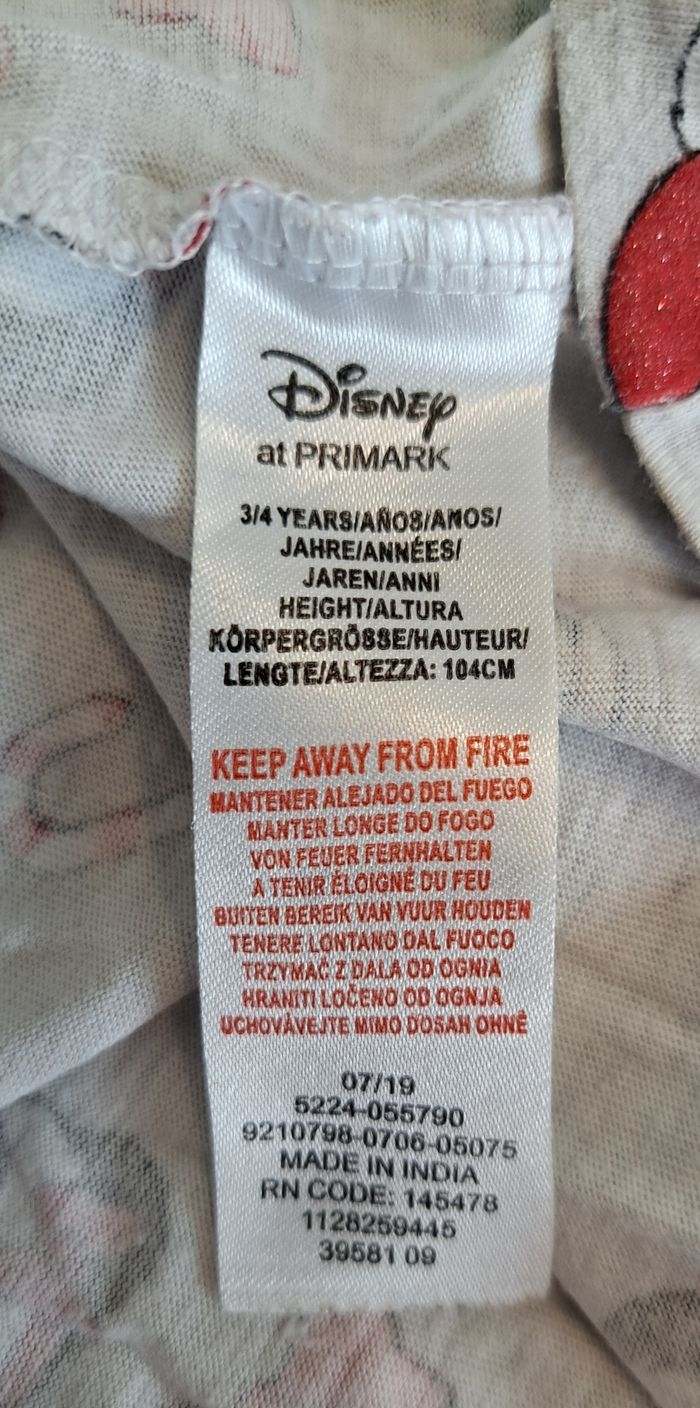 Disney
at PRIMARK
3/4 YEARS/AÑOS/ANOS/
JAHRE/ANNÉES/
JAREN/ANNI
HEIGHT/ALTURA
KÖRPERGRÖSSE/HAUTEUR/
LENGTE/ALTEZZA: 104CM
KEEP AWAY FROM FIRE
MANTENER ALEJADO DEL FUEGO
MANTER LONGE DO FOGO
VON FEUER FERNHALTEN
A TENIR ÉLOIGNÉ DU FEU
BUITEN BEREIK VAN VUUR HOUDEN
TENERE LONTANO DAL FUOCO
TRZYMAĆ Z DALA OD OGNIA
HRANITI LOČENO OD OGNJA
UCHOVÁVEJTE MIMO DOSAH OHNĚ
07/19
5224-055790
9210798-0706-05075
MADE IN INDIA
RN CODE: 145478
1128259445
39581 09